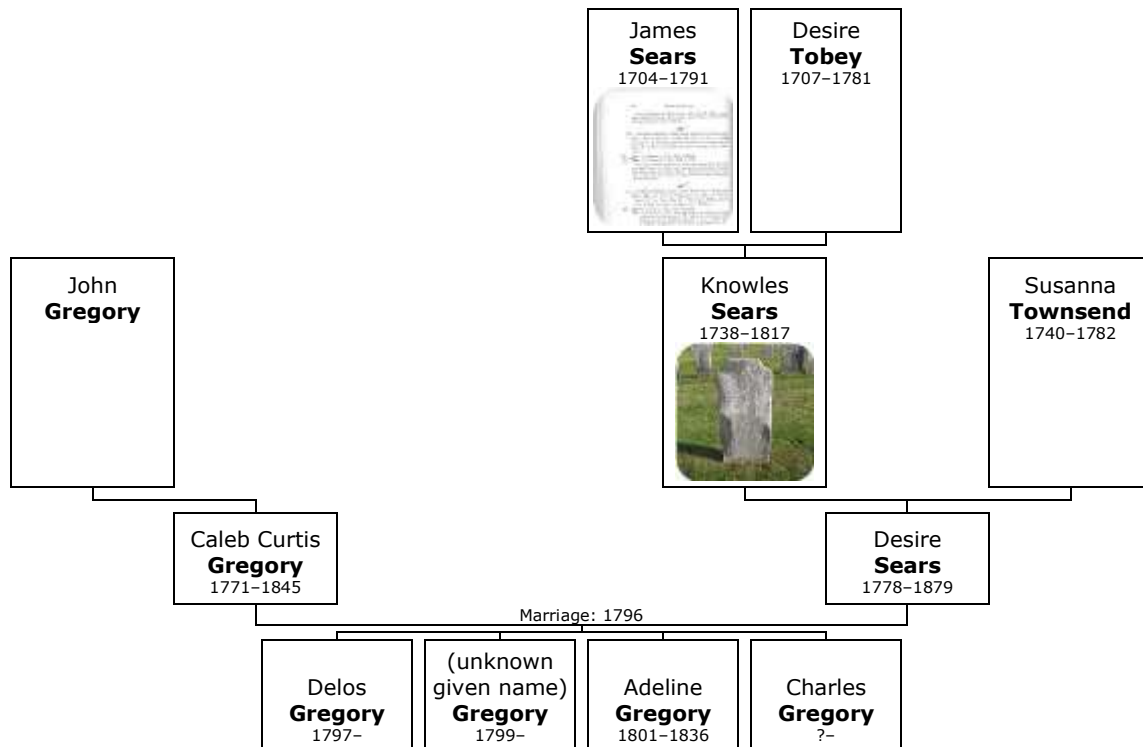 James
Sears
1704–1791
Desire
Tobey
1707–1781
John
Gregory
Knowles
Sears
1738–1817
Susanna
Townsend
1740–1782
Caleb Curtis
Gregory
1771–1845
Desire
Sears
1778–1879
Marriage: 1796
Delos
Gregory
1797–
(unknown
given name)
Gregory
1799–
Adeline
Gregory
1801–1836
Charles
Gregory
?–